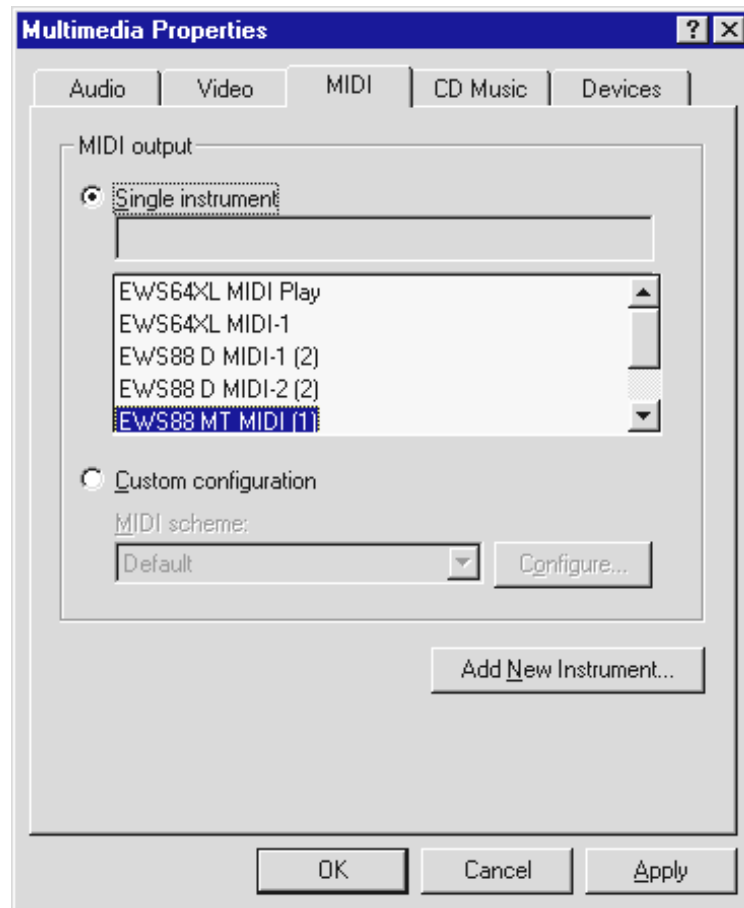 Multimedia Properties
Audio Video MIDI CD Music Devices
MIDI output
Single instrument
EWS64XL MIDI Play
EWS64XL MIDI-1
EWS88 D MIDI-1 (2)
EWS88 D MIDI-2 (2)
EWS88 MT MIDI (1)
Custom configuration
MIDI scheme:
Default Configure...
Add New Instrument...
OK Cancel Apply